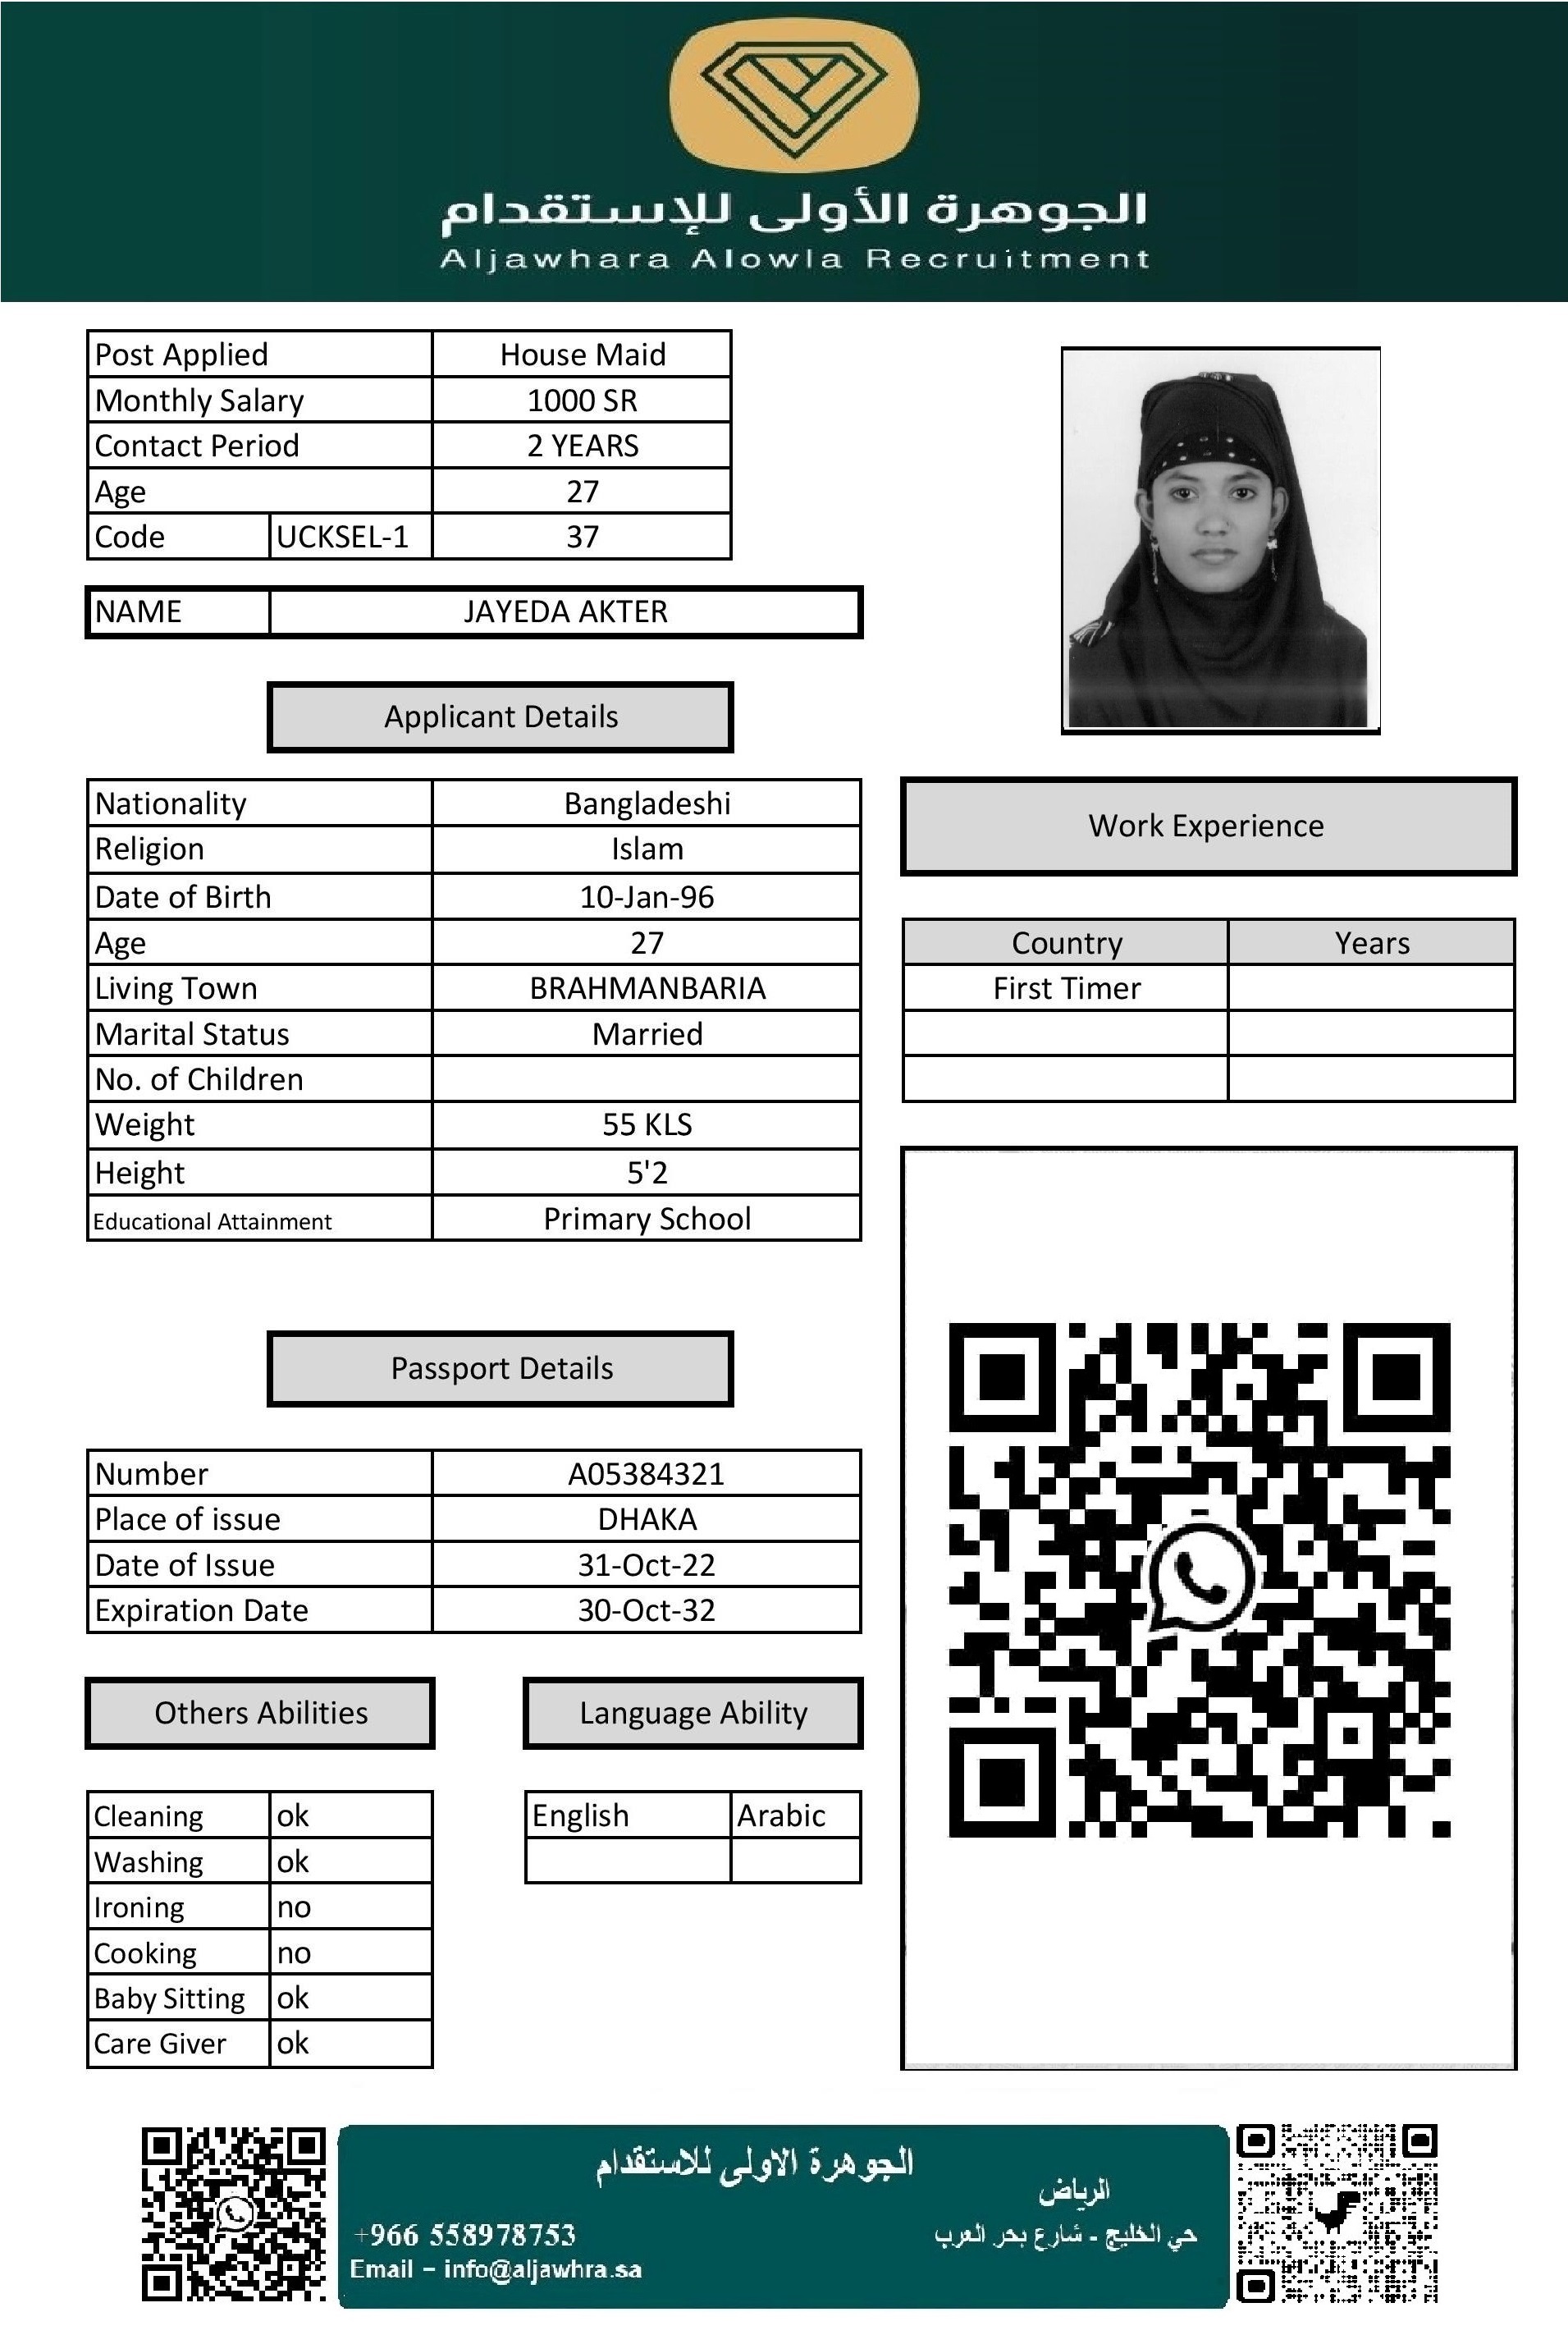 الجوهرة الأولى للإستقدام
Aljawhara Alowla Recruitment
Post Applied House Maid
Monthly Salary 1000 SR
Contact Period 2 YEARS
Age 27
Code UCKSEL-1 37
NAME JAYEDA AKTER
Applicant Details
Nationality Bangladeshi
Religion Islam
Date of Birth 10-Jan-96
Age 27
Living Town BRAHMANBARIA
Marital Status Married
No. of Children
Weight 55 KLS
Height 5'2
Educational Attainment Primary School
Work Experience
Country Years
First Timer
Passport Details
Number A05384321
Place of issue DHAKA
Date of Issue 31-Oct-22
Expiration Date 30-Oct-32
Others Abilities
Cleaning ok
Washing ok
Ironing no
Cooking no
Baby Sitting ok
Care Giver ok
Language Ability
English Arabic
الجوهرة الاولى للاستقدام
الرياض
حي الخليج - شارع بحر العرب
+966 558978753
Email – info@aljawhra.sa